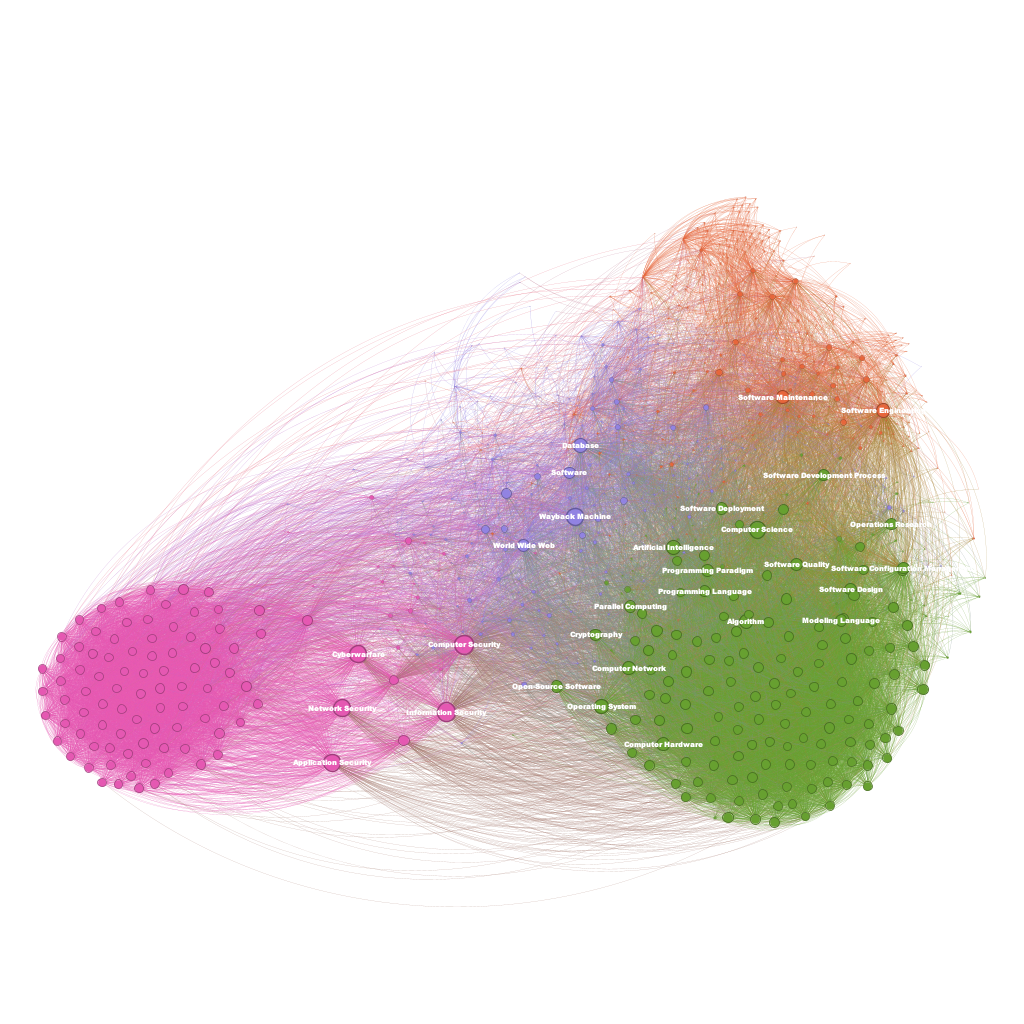 Software Maintenance
Software Engineering
Database
Software
Software Development Process
Software Deployment
Wayback Machine
Computer Science
Operations Research
World Wide Web
Artificial Intelligence
Software Quality
Software Configuration Management
Programming Paradigm
Programming Language
Software Design
Parallel Computing
Algorithm
Modeling Language
Cryptography
Computer Security
Cyberwarfare
Computer Network
Open-Source Software
Operating System
Network Security
Information Security
Computer Hardware
Application Security